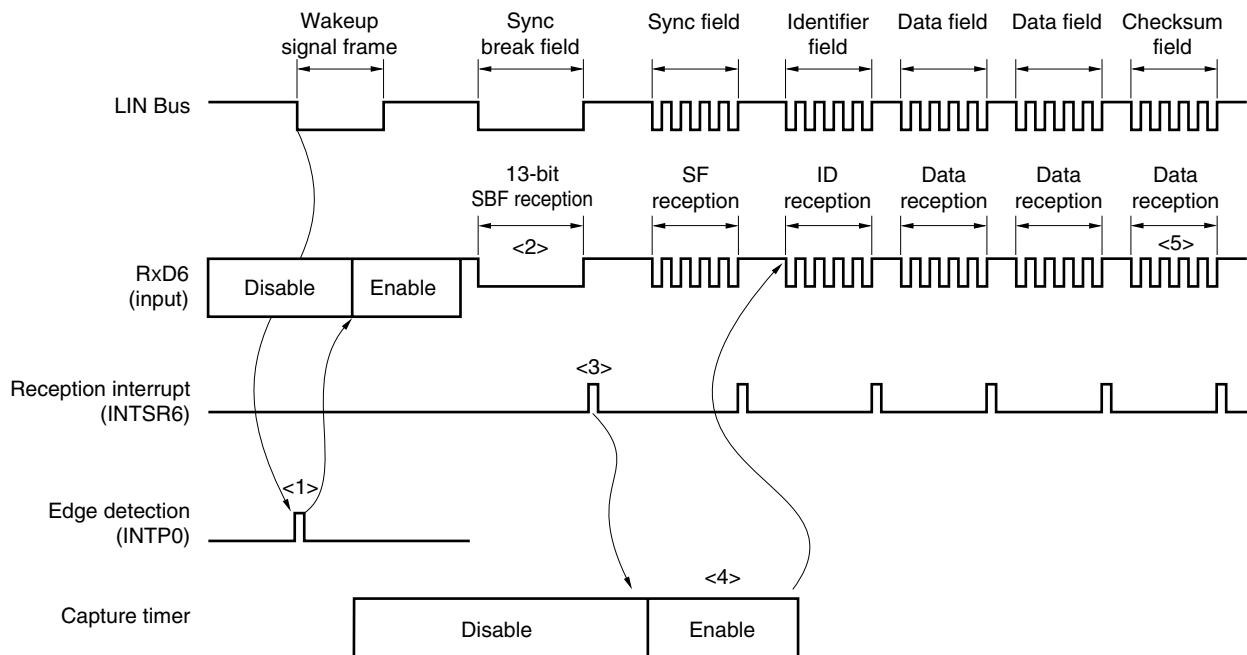 Wakeup
signal frame
Sync
break field
Sync field
Identifier
field
Data field
Data field
Checksum
field
LIN Bus
13-bit
SBF reception
SF
reception
ID
reception
Data
reception
Data
reception
Data
reception
<2>
<5>
RxD6
(input)
Disable
Enable
<3>
Reception interrupt
(INTSR6)
<1>
Edge detection
(INTP0)
<4>
Capture timer
Disable
Enable